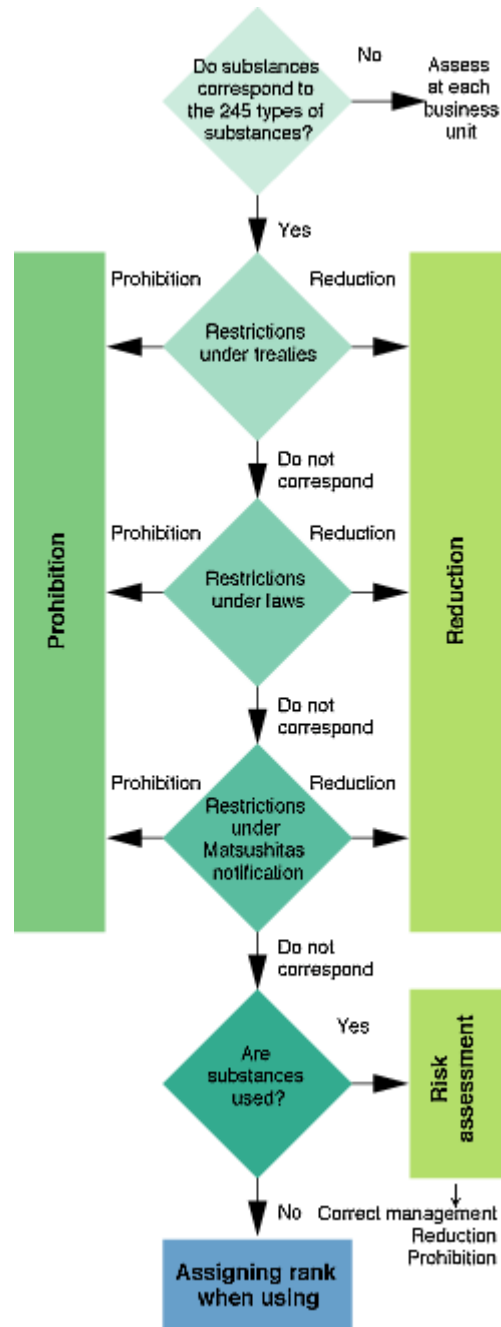 Do substances
correspond to
the 245 types of
substances?
No
Assess
at each
business
unit
Yes
Prohibition
Reduction
Restrictions
under treaties
Do not
correspond
Prohibition
Reduction
Restrictions
under laws
Prohibition
Reduction
Do not
correspond
Prohibition
Reduction
Restrictions
under
Matsushitas
notification
Do not
correspond
Are
substances
used?
Yes
Risk
assessment
No
Correct management
Reduction
Prohibition
Assigning rank
when using